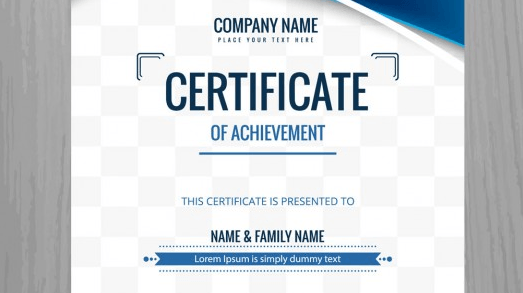 COMPANY NAME
PLACE YOUR TEXT HERE
CERTIFICATE
OF ACHIEVEMENT
THIS CERTIFICATE IS PRESENTED TO
NAME & FAMILY NAME
Lorem Ipsum is simply dummy text